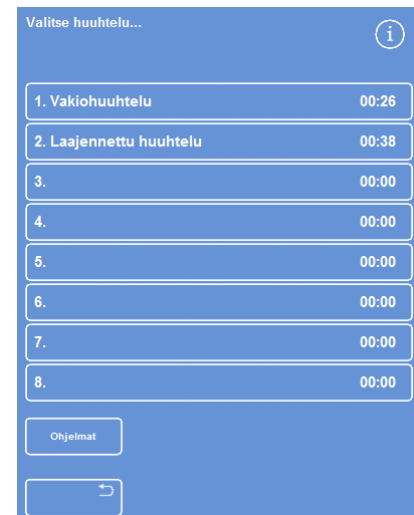 Valitse huuhtelu...
i
1. Vakiohuuhtelu 00:26
2. Laajennettu huuhtelu 00:38
3. 00:00
4. 00:00
5. 00:00
6. 00:00
7. 00:00
8. 00:00
Ohjelmat